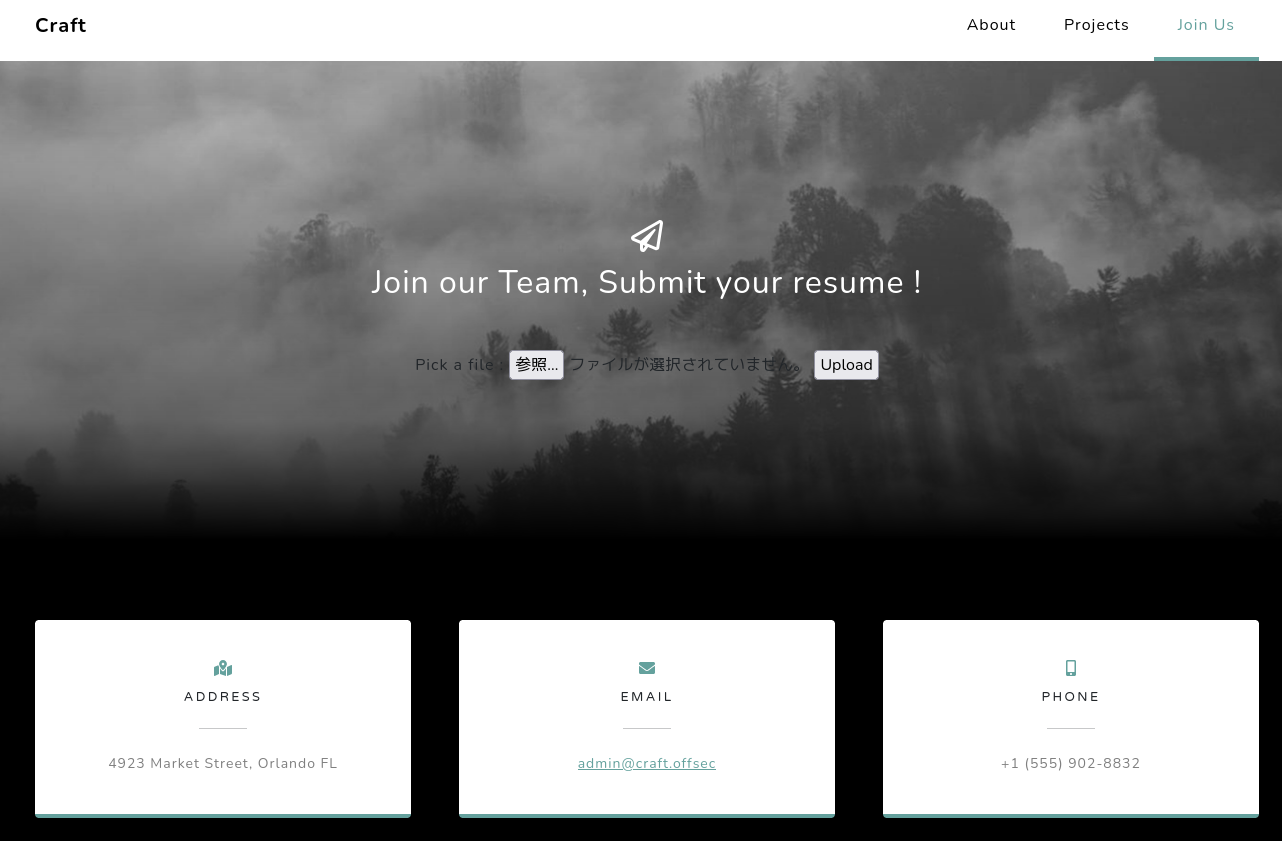 Craft
About Projects Join Us
Join our Team, Submit your resume !
Pick a file : 参照... ファイルが選択されていません。 Upload
ADDRESS
4923 Market Street, Orlando FL
EMAIL
admin@craft.offsec
PHONE
+1 (555) 902-8832